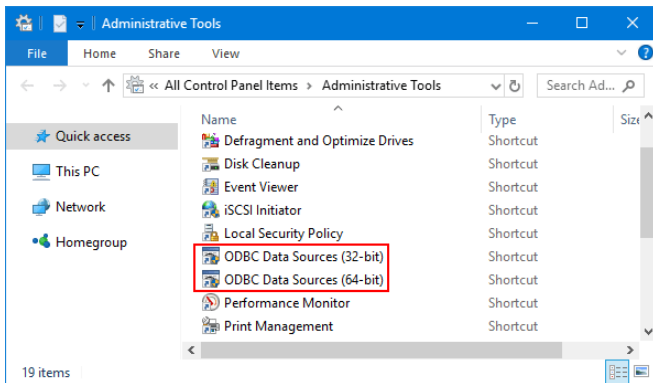 Administrative Tools
File Home Share View
« All Control Panel Items › Administrative Tools
Search Ad...
Name Type Size
Quick access
This PC
Network
Homegroup
Defragment and Optimize Drives Shortcut
Disk Cleanup Shortcut
Event Viewer Shortcut
iSCSI Initiator Shortcut
Local Security Policy Shortcut
ODBC Data Sources (32-bit) Shortcut
ODBC Data Sources (64-bit) Shortcut
Performance Monitor Shortcut
Print Management Shortcut
19 items